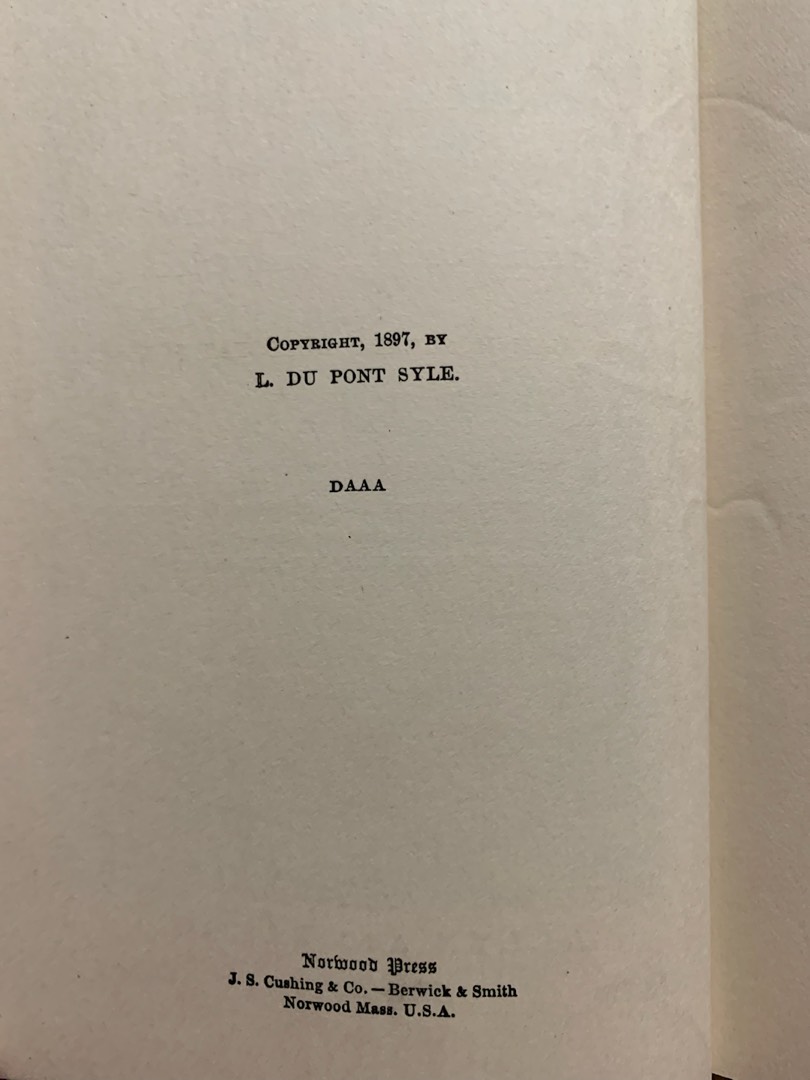 COPYRIGHT, 1897, BY
L. DU PONT SYLE.
DAAA
Norwood Press
J. S. Cushing & Co. — Berwick & Smith
Norwood Mass. U.S.A.